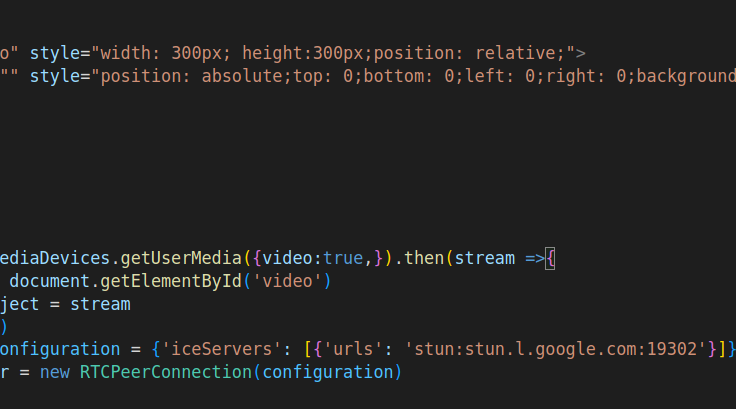 o" style="width: 300px; height:300px;position: relative;">
"" style="position: absolute;top: 0;bottom: 0;left: 0;right: 0;background
ediaDevices.getUserMedia({video:true,}).then(stream =>{
document.getElementById('video')
ject = stream
)
onfiguration = {'iceServers': [{'urls': 'stun:stun.l.google.com:19302'}]}
r = new RTCPeerConnection(configuration)